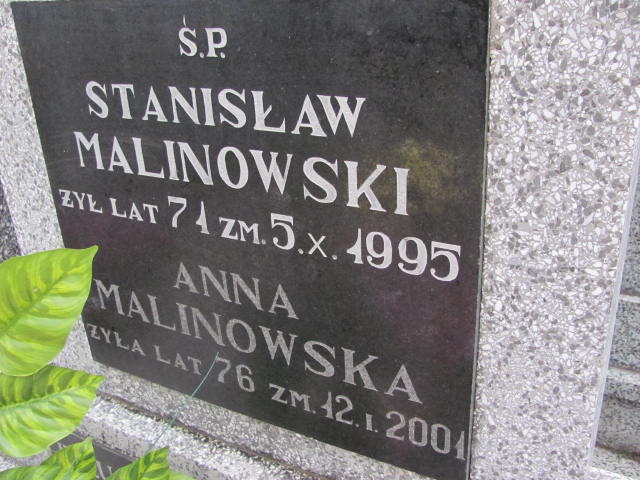 Ś.P.
STANISŁAW
MALINOWSKI
ŻYŁ LAT 71 ZM. 5.X.1995
ANNA
MALINOWSKA
ŻYŁA LAT 76 ZM. 12.I.2001